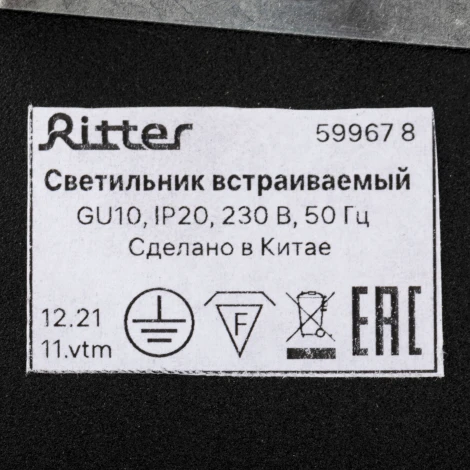 Ritter 59967 8
Светильник встраиваемый
GU10, IP20, 230 В, 50 Гц
Сделано в Китае
12.21
11.vtm
F
EAC